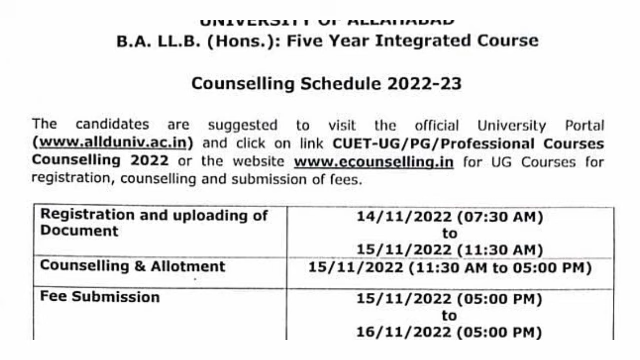 UNIVERSITY OF ALLAHABAD
B.A. LL.B. (Hons.): Five Year Integrated Course
Counselling Schedule 2022-23
The candidates are suggested to visit the official University Portal
(www.allduniv.ac.in) and click on link CUET-UG/PG/Professional Courses
Counselling 2022 or the website www.ecounselling.in for UG Courses for
registration, counselling and submission of fees.
Registration and uploading of
Document
14/11/2022 (07:30 AM)
to
15/11/2022 (11:30 AM)
Counselling & Allotment
15/11/2022 (11:30 AM to 05:00 PM)
Fee Submission
15/11/2022 (05:00 PM)
to
16/11/2022 (05:00 PM)